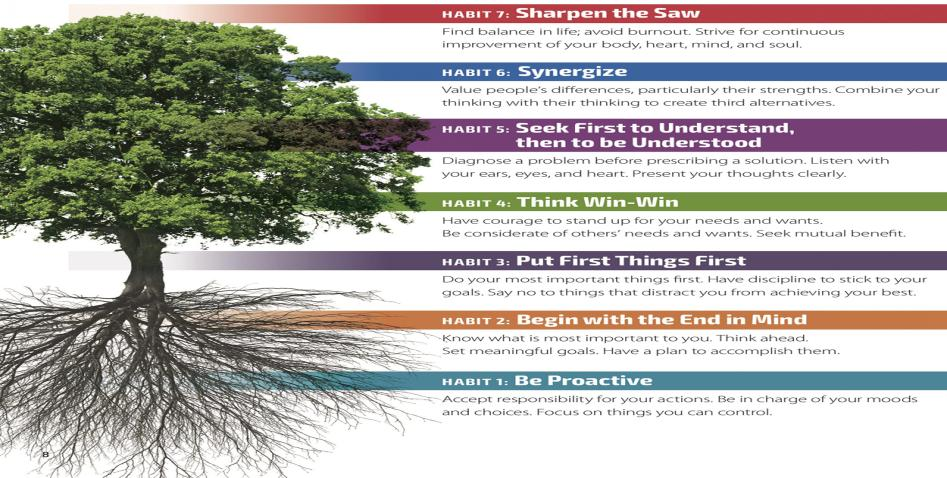 HABIT 7: Sharpen the Saw
Find balance in life; avoid burnout. Strive for continuous
improvement of your body, heart, mind, and soul.
HABIT 6: Synergize
Value people's differences, particularly their strengths. Combine your
thinking with their thinking to create third alternatives.
HABIT 5: Seek First to Understand,
then to be Understood
Diagnose a problem before prescribing a solution. Listen with
your ears, eyes, and heart. Present your thoughts clearly.
HABIT 4: Think Win-Win
Have courage to stand up for your needs and wants.
Be considerate of others' needs and wants. Seek mutual benefit.
HABIT 3: Put First Things First
Do your most important things first. Have discipline to stick to your
goals. Say no to things that distract you from achieving your best.
HABIT 2: Begin with the End in Mind
Know what is most important to you. Think ahead.
Set meaningful goals. Have a plan to accomplish them.
HABIT 1: Be Proactive
Accept responsibility for your actions. Be in charge of your moods
and choices. Focus on things you can control.
8